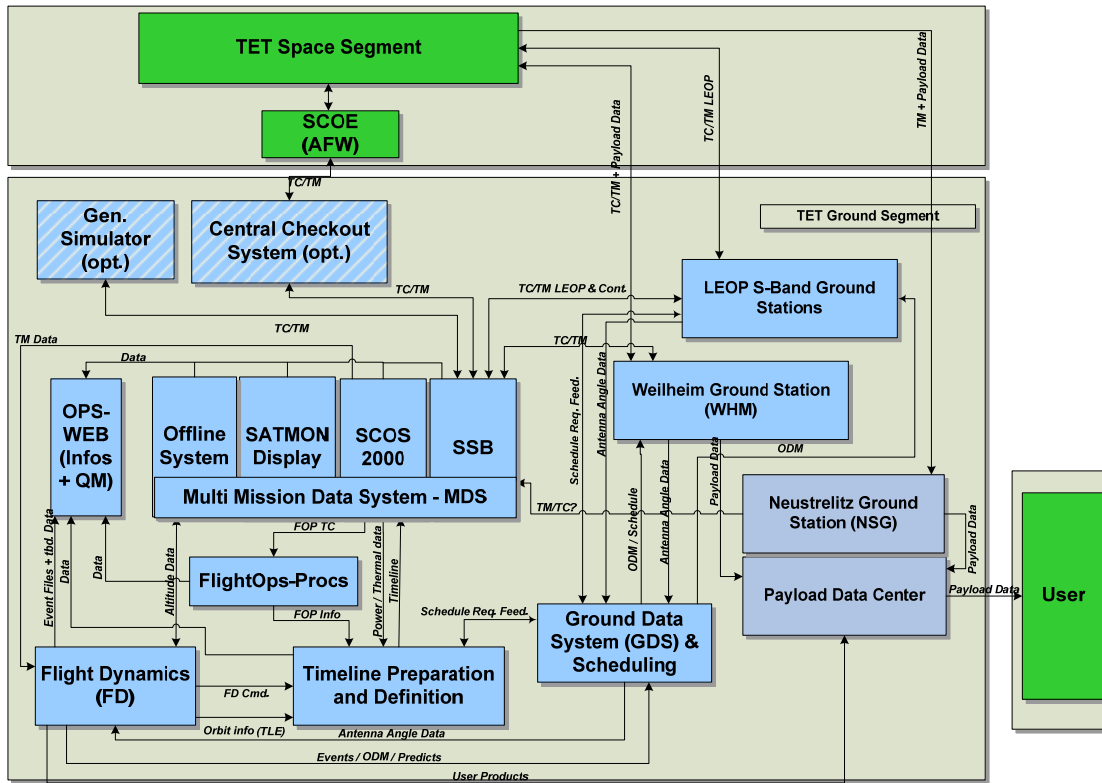 TET Space Segment
SCOE
(AFW)
TC/TM LEOP
TM + Payload Data
TC/TM + Payload Data
TC/TM
TET Ground Segment
Gen.
Simulator
(opt.)
Central Checkout
System (opt.)
LEOP S-Band Ground
Stations
TC/TM
TC/TM LEOP & Cont.
TC/TM
TM Data
Data
TC/TM
Schedule Req. Feed.
Antenna Angle Data
Weilheim Ground Station
(WHM)
OPS-
WEB
(Infos
+ QM)
Offline
System
SATMON
Display
SCOS
2000
SSB
Multi Mission Data System - MDS
ODM
Payload Data
Neustrelitz Ground
Station (NSG)
TM/TC?
ODM / Schedule
Antenna Angle Data
Payload Data
Event Files + tbd. Data
Data
Data
Altitude Data
FOP TC
FlightOps-Procs
Power / Thermal data
Timeline
FOP Info
Payload Data Center
Payload Data
User
Schedule Req. Feed.
Ground Data
System (GDS) &
Scheduling
Flight Dynamics
(FD)
FD Cmd.
Timeline Preparation
and Definition
Orbit info (TLE)
Antenna Angle Data
Events / ODM / Predicts
User Products